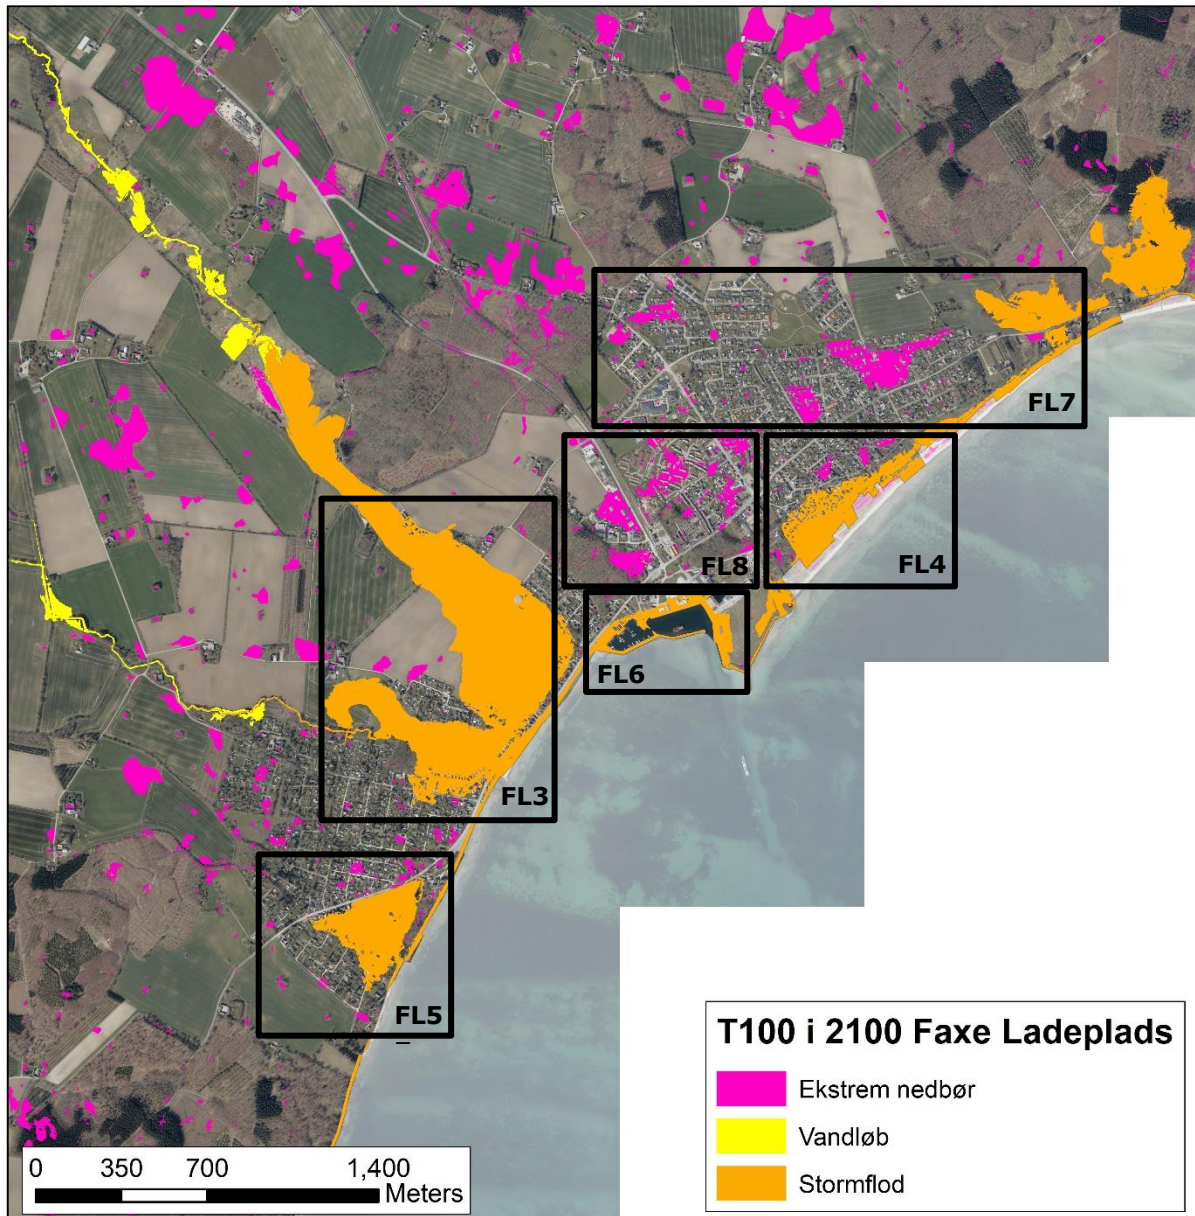 FL7
FL8
FL4
FL6
FL3
FL5
T100 i 2100 Faxe Ladeplads
Ekstrem nedbør
Vandløb
Stormflod
0 350 700 1,400
Meters